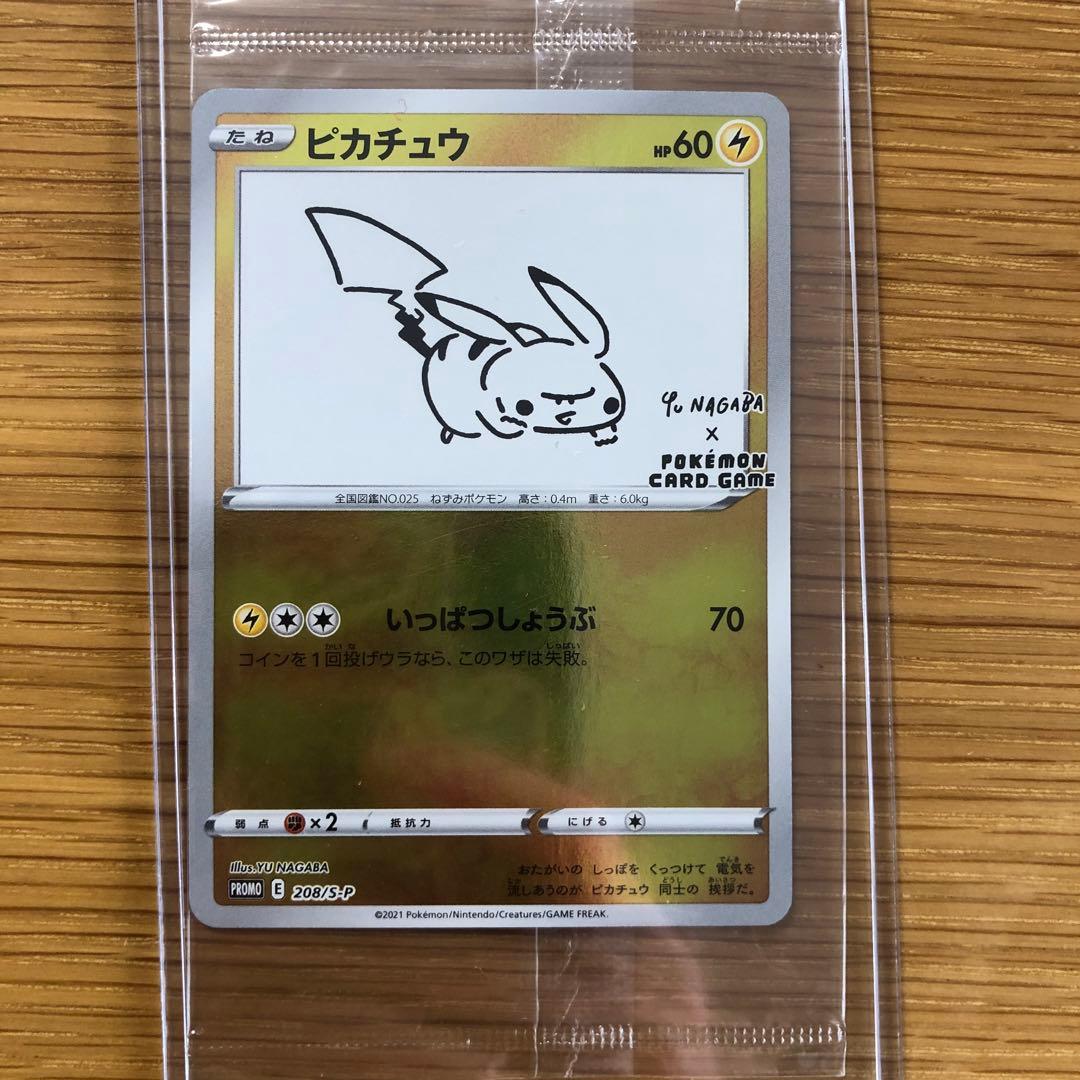 たね ピカチュウ HP60
YU NAGABA
×
POKÉMON
CARD GAME
全国図鑑NO.025 ねずみポケモン 高さ:0.4m 重さ:6.0kg
いっぱつしょうぶ 70
コインを1回投げウラなら、このワザは失敗。
弱点 ×2 抵抗力 にげる
Illus.YU NAGABA
おたがいの しっぽを くっつけて 電気を
PROMO E 208/S-P
流しあうのが ピカチュウ 同士の 挨拶だ。
©2021 Pokémon/Nintendo/Creatures/GAME FREAK.